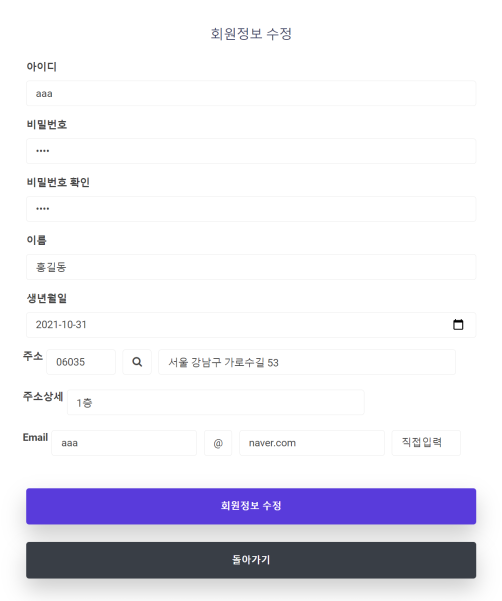 회원정보 수정
아이디
aaa
비밀번호
••••
비밀번호 확인
••••
이름
홍길동
생년월일
2021-10-31
주소 06035 서울 강남구 가로수길 53
주소상세 1층
Email aaa @ naver.com 직접입력
회원정보 수정
돌아가기